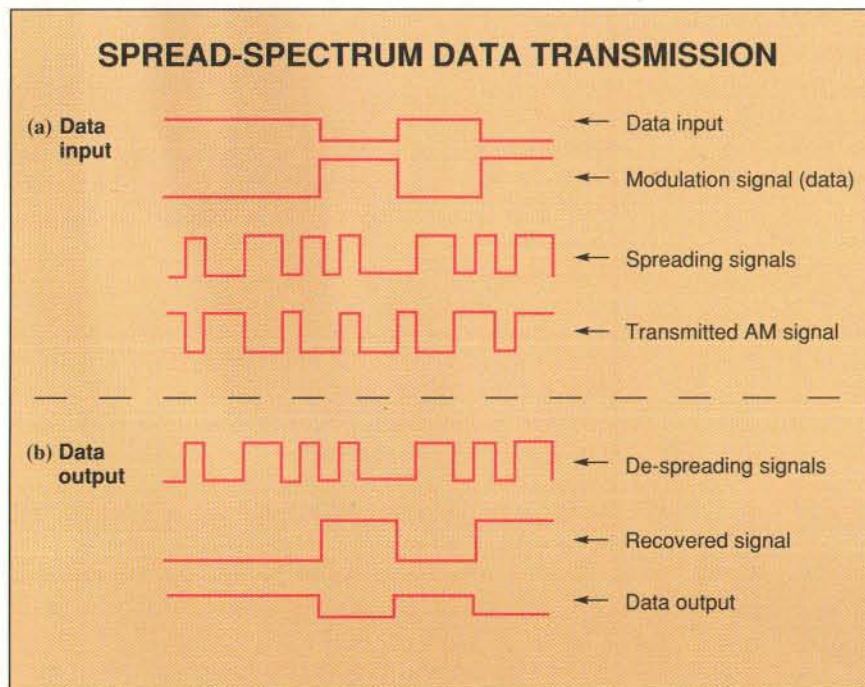 SPREAD-SPECTRUM DATA TRANSMISSION
(a) Data
input
Data input
Modulation signal (data)
Spreading signals
Transmitted AM signal
(b) Data
output
De-spreading signals
Recovered signal
Data output